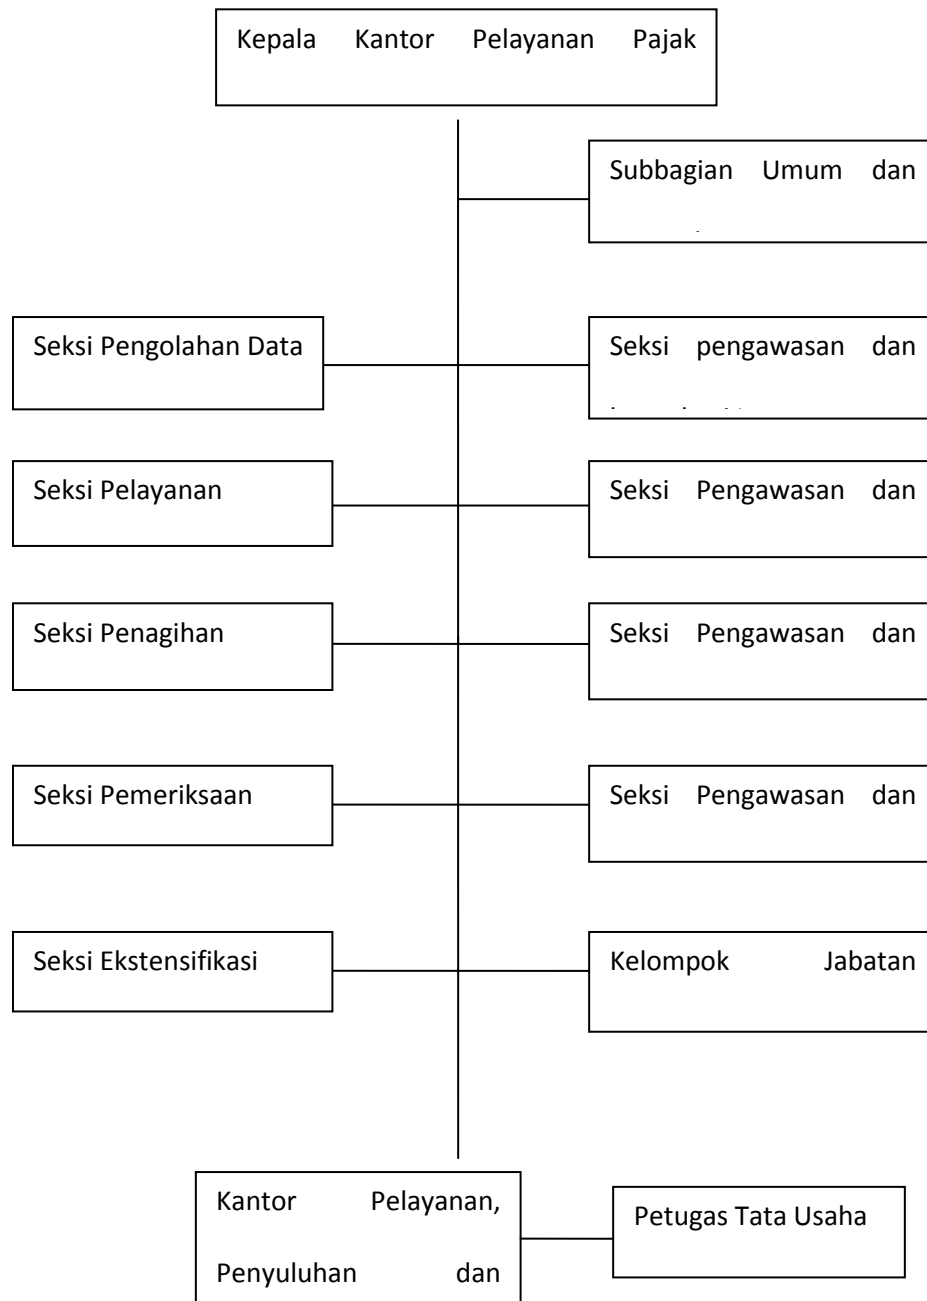 Kepala Kantor Pelayanan Pajak
Subbagian Umum dan
Seksi Pengolahan Data
Seksi pengawasan dan
Seksi Pelayanan
Seksi Pengawasan dan
Seksi Penagihan
Seksi Pengawasan dan
Seksi Pemeriksaan
Seksi Pengawasan dan
Seksi Ekstensifikasi
Kelompok Jabatan
Kantor Pelayanan,
Penyuluhan dan
Petugas Tata Usaha